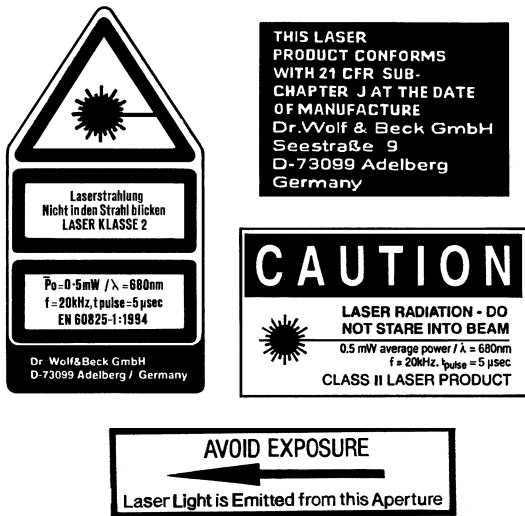 Laserstrahlung
Nicht in den Strahl blicken
LASER KLASSE 2
P̄o=0·5mW / λ = 680nm
f = 20kHz, t pulse = 5 µsec
EN 60825-1:1994
Dr. Wolf&Beck GmbH
D-73099 Adelberg / Germany
THIS LASER
PRODUCT CONFORMS
WITH 21 CFR SUB-
CHAPTER J AT THE DATE
OF MANUFACTURE
Dr.Wolf & Beck GmbH
Seestraße 9
D-73099 Adelberg
Germany
CAUTION
LASER RADIATION - DO
NOT STARE INTO BEAM
0.5 mW average power / λ = 680nm
f = 20kHz. tpulse = 5 µsec
CLASS II LASER PRODUCT
AVOID EXPOSURE
Laser Light is Emitted from this Aperture